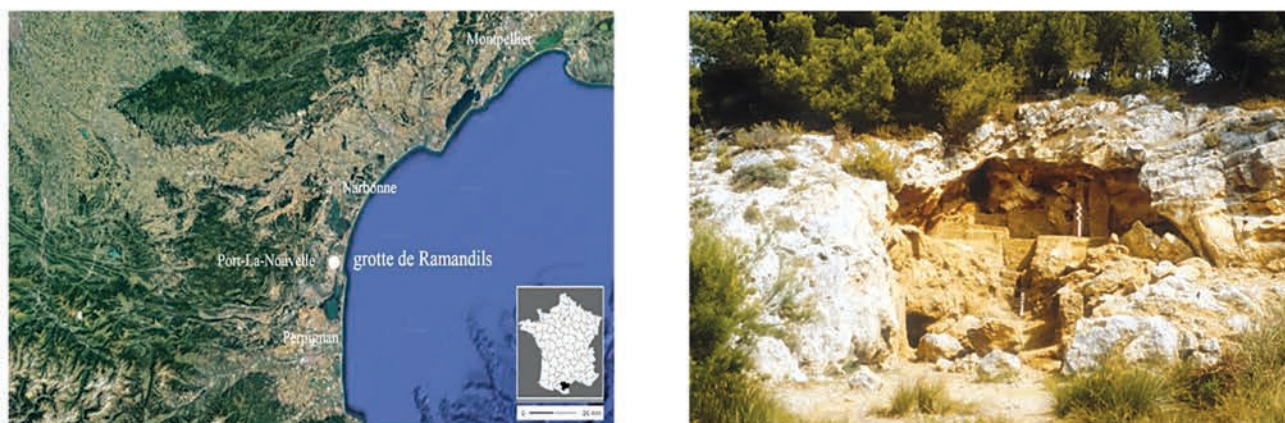 Montpellier
Narbonne
Port-La-Nouvelle
grotte de Ramandils
Perpignan